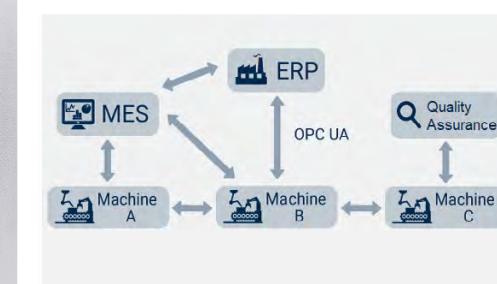 ERP
MES
OPC UA
Quality
Assurance
Machine
A
Machine
B
Machine
C